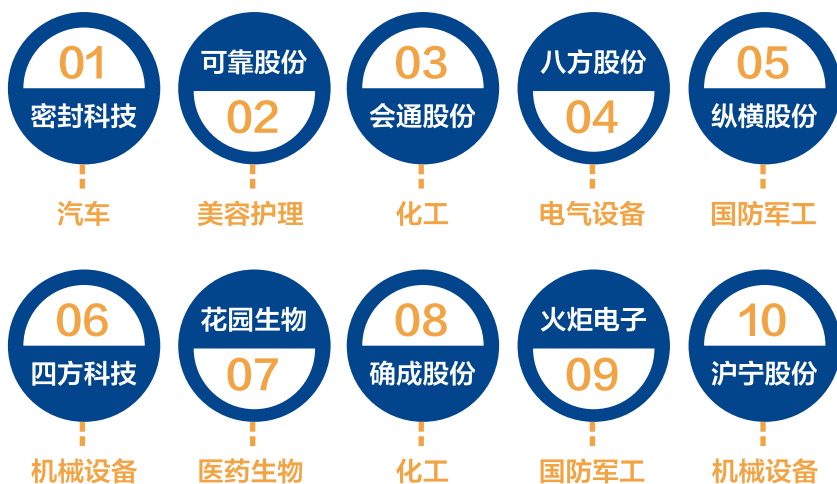 01
密封科技
汽车
可靠股份
02
美容护理
03
会通股份
化工
八方股份
04
电气设备
05
纵横股份
国防军工
06
四方科技
机械设备
花园生物
07
医药生物
08
确成股份
化工
火炬电子
09
国防军工
10
沪宁股份
机械设备